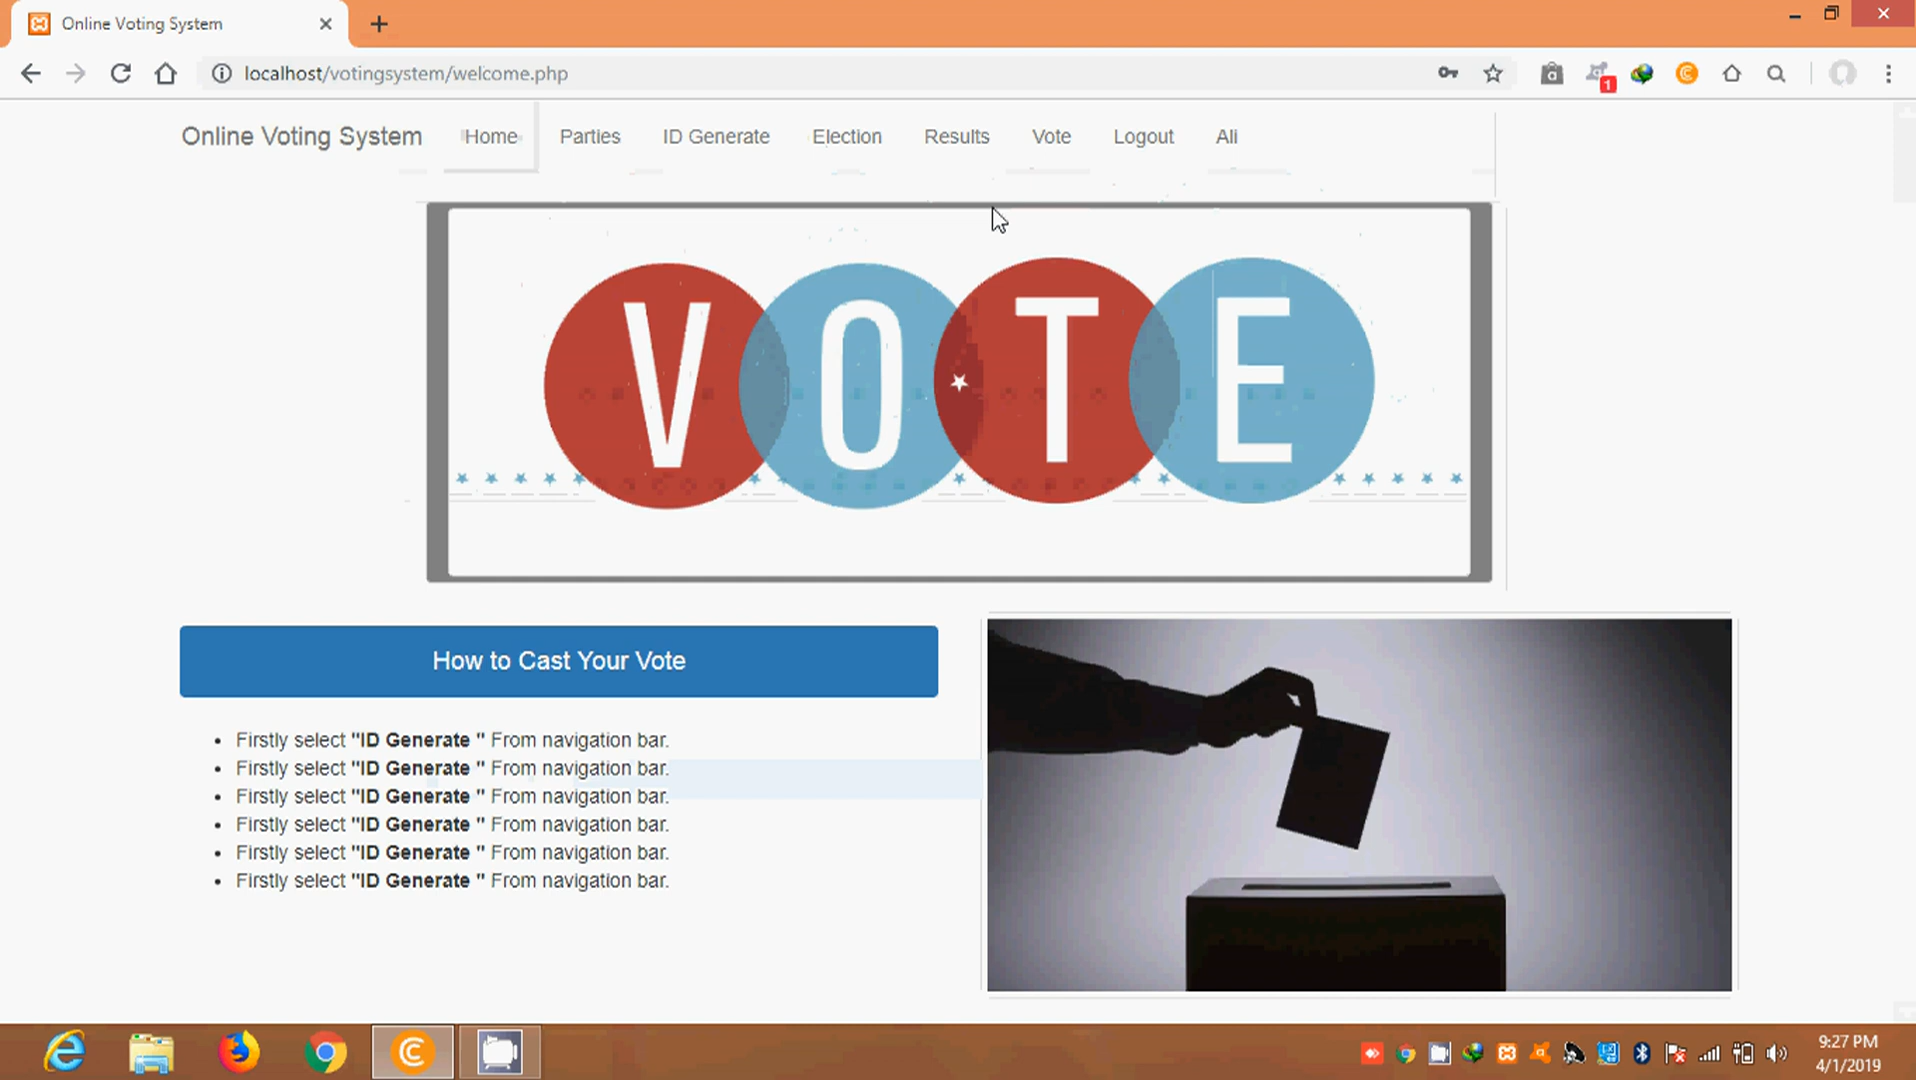 Online Voting System
localhost/votingsystem/welcome.php
1
Online Voting System Home Parties ID Generate Election Results Vote Logout Ali
VOTE
How to Cast Your Vote
• Firstly select "ID Generate " From navigation bar.
• Firstly select "ID Generate " From navigation bar.
• Firstly select "ID Generate " From navigation bar.
• Firstly select "ID Generate " From navigation bar.
• Firstly select "ID Generate " From navigation bar.
• Firstly select "ID Generate " From navigation bar.
9:27 PM
4/1/2019